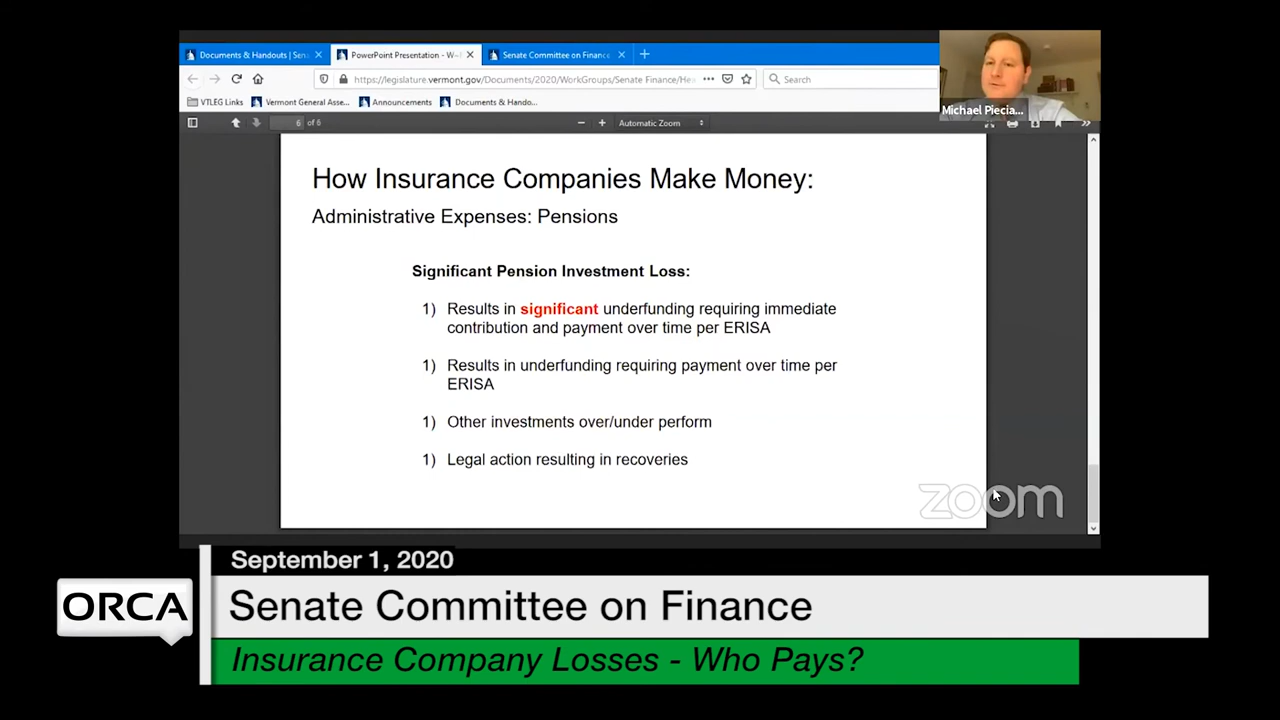 Documents & Handouts | Sen
PowerPoint Presentation - W-
Senate Committee on Financ
https://legislature.vermont.gov/Documents/2020/WorkGroups/Senate Finance/Hea
Search
VTLEG Links
Vermont General Asse...
Announcements
Documents & Hando...
6 of 6
Automatic Zoom
Michael Piecia...
How Insurance Companies Make Money:
Administrative Expenses: Pensions
Significant Pension Investment Loss:
1) Results in significant underfunding requiring immediate
contribution and payment over time per ERISA
1) Results in underfunding requiring payment over time per
ERISA
1) Other investments over/under perform
1) Legal action resulting in recoveries
zoom
September 1, 2020
ORCA
Senate Committee on Finance
Insurance Company Losses - Who Pays?